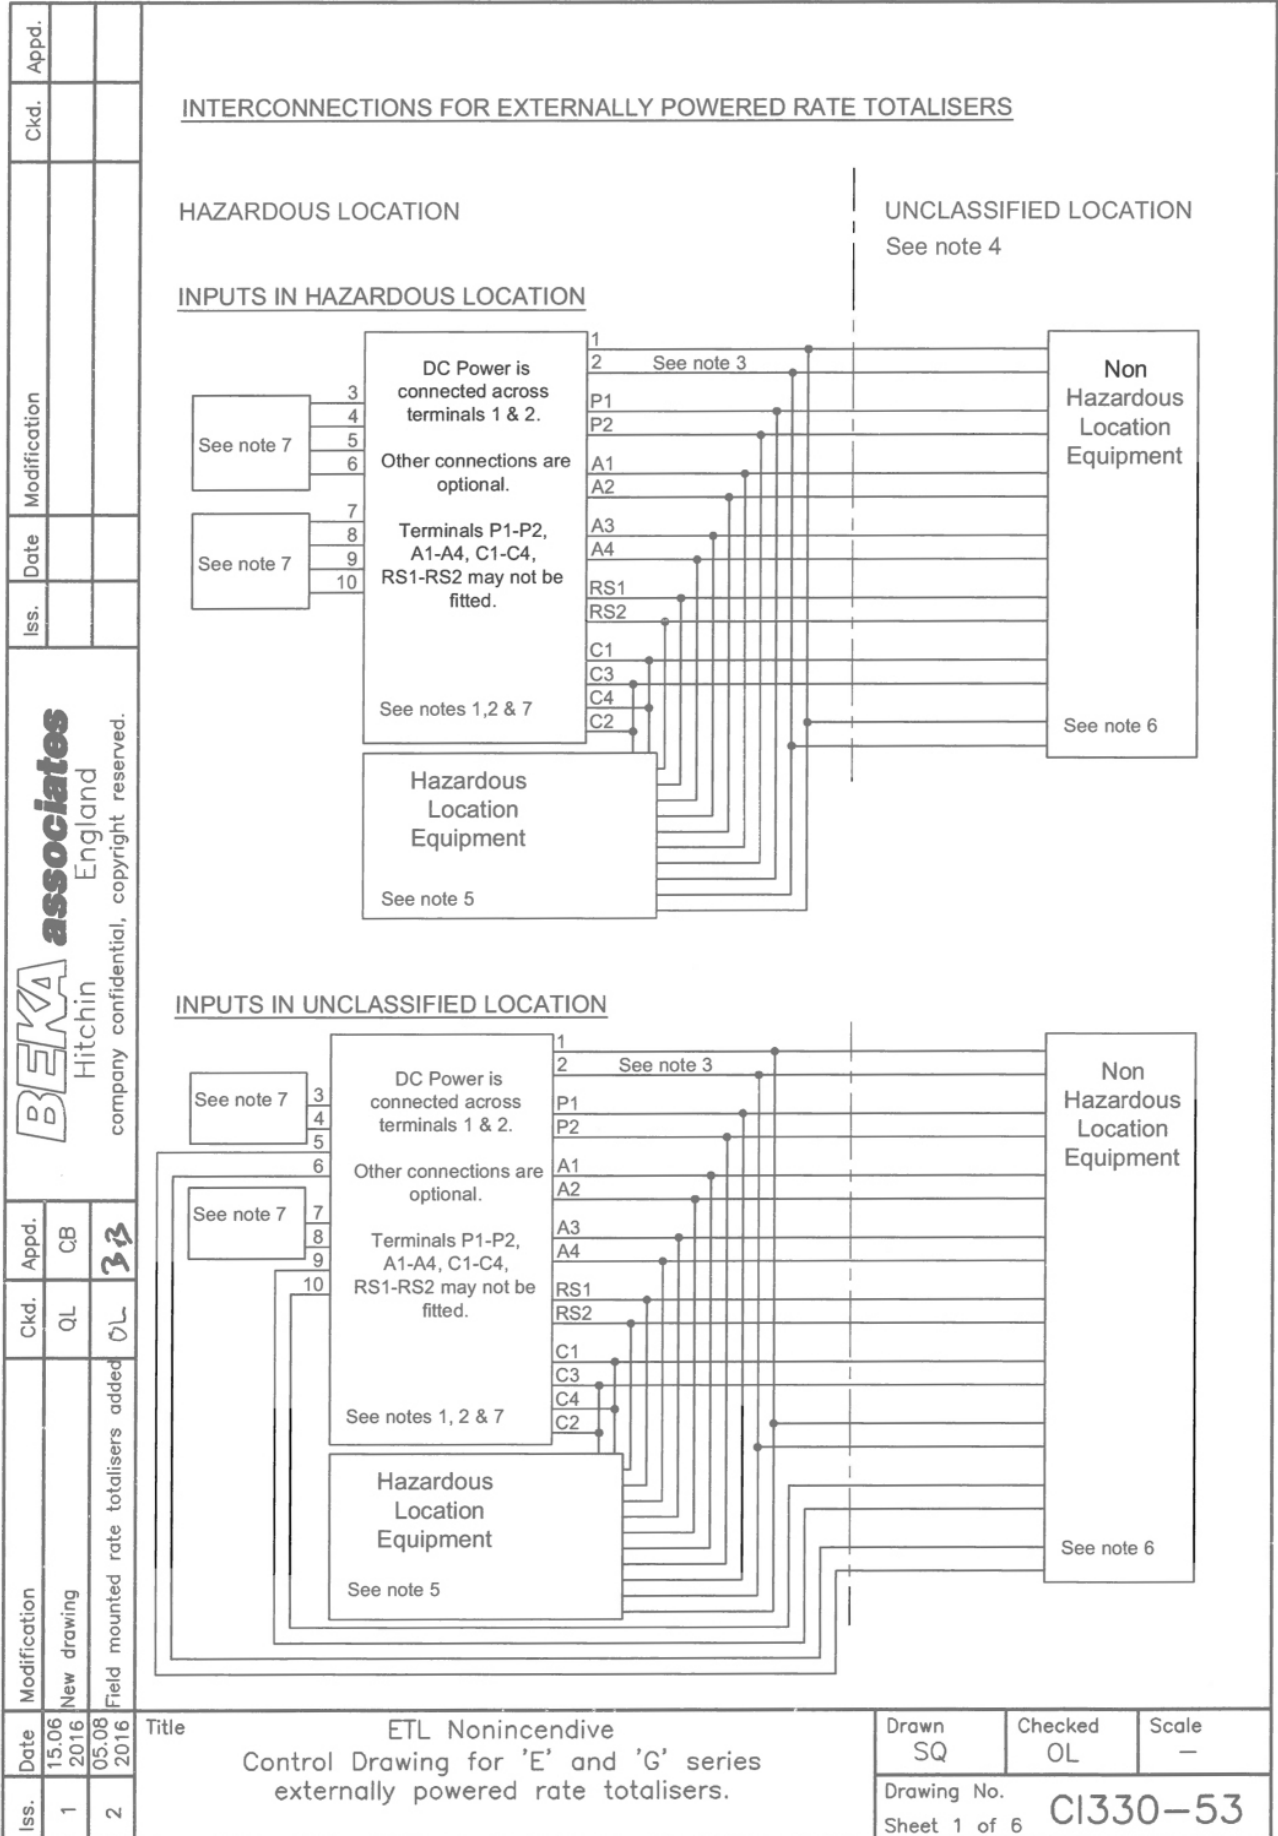 INTERCONNECTIONS FOR EXTERNALLY POWERED RATE TOTALISERS
HAZARDOUS LOCATION
UNCLASSIFIED LOCATION
See note 4
INPUTS IN HAZARDOUS LOCATION
DC Power is
connected across
terminals 1 & 2.
Other connections are
optional.
Terminals P1-P2,
A1-A4, C1-C4,
RS1-RS2 may not be
fitted.
See notes 1,2 & 7
See note 7
3
4
5
6
See note 7
7
8
9
10
1
2
See note 3
P1
P2
A1
A2
A3
A4
RS1
RS2
C1
C3
C4
C2
Non
Hazardous
Location
Equipment
See note 6
Hazardous
Location
Equipment
See note 5
INPUTS IN UNCLASSIFIED LOCATION
DC Power is
connected across
terminals 1 & 2.
Other connections are
optional.
Terminals P1-P2,
A1-A4, C1-C4,
RS1-RS2 may not be
fitted.
See notes 1, 2 & 7
See note 7
3
4
5
6
See note 7
7
8
9
10
1
2
See note 3
P1
P2
A1
A2
A3
A4
RS1
RS2
C1
C3
C4
C2
Non
Hazardous
Location
Equipment
See note 6
Hazardous
Location
Equipment
See note 5
Iss. Date Modification Ckd. Appd.
BEKA associates
Hitchin England
company confidential, copyright reserved.
Iss. Date Modification Ckd. Appd.
1 15.06 2016 New drawing QL CB
2 05.08 2016 Field mounted rate totalisers added OL
Title
ETL Nonincendive
Control Drawing for 'E' and 'G' series
externally powered rate totalisers.
Drawn
SQ
Checked
OL
Scale
—
Drawing No.
Sheet 1 of 6
CI330-53